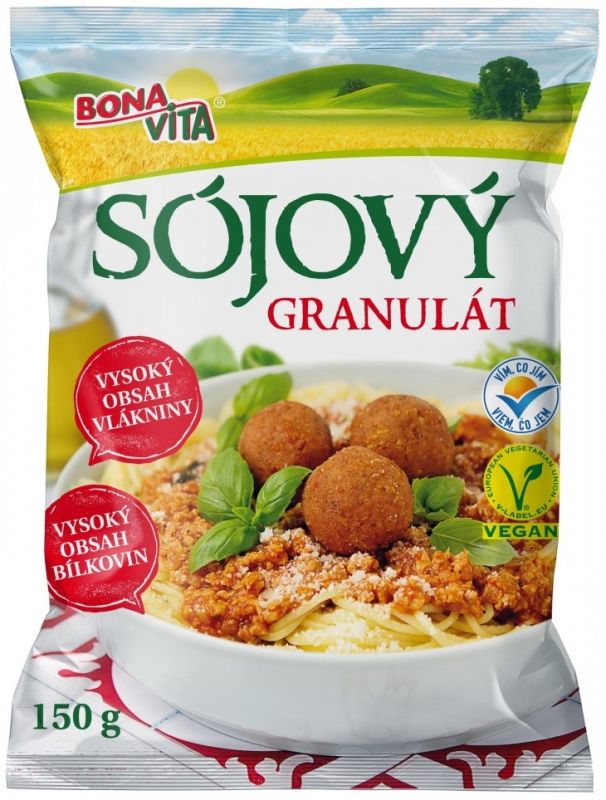 BONA
VITA®
SÓJOVÝ
GRANULÁT
VYSOKÝ
OBSAH
VLÁKNINY
VÍM, CO JÍM
VIEM, ČO JEM
®
EUROPEAN VEGETARIAN UNION
V-LABEL.EU
VEGAN
VYSOKÝ
OBSAH
BÍLKOVIN
150 g